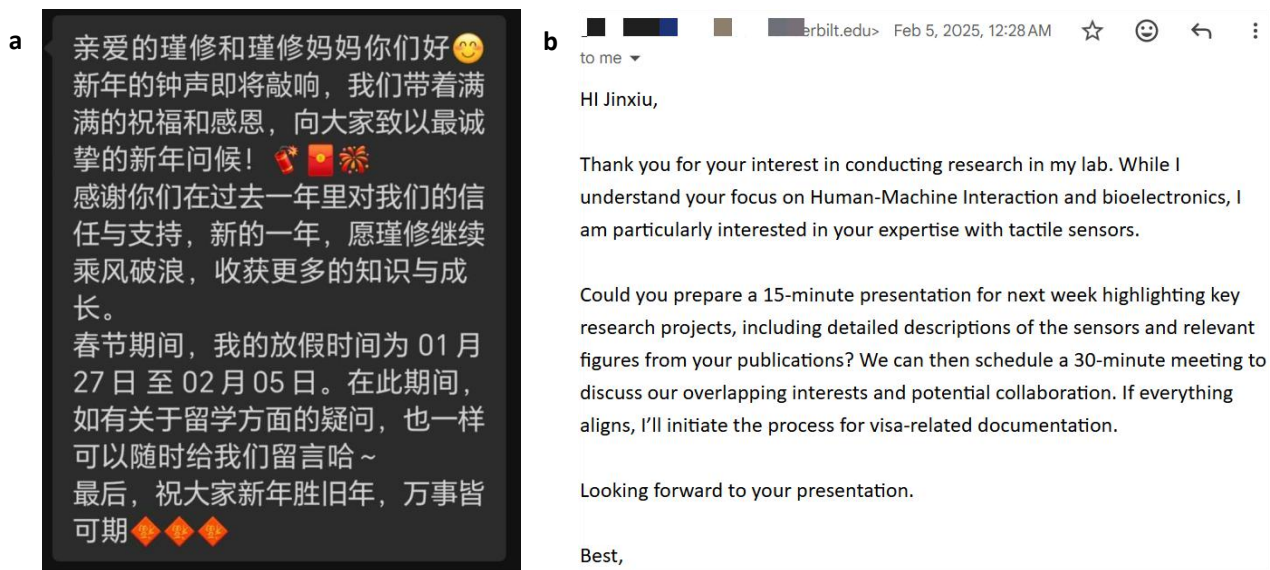 a
亲爱的瑾修和瑾修妈妈你们好😊
新年的钟声即将敲响，我们带着满
满的祝福和感恩，向大家致以最诚
挚的新年问候！🧨🧧🎆
感谢你们在过去一年里对我们的信
任与支持，新的一年，愿瑾修继续
乘风破浪，收获更多的知识与成
长。
春节期间，我的放假时间为 01 月
27 日 至 02 月 05 日。在此期间，
如有关于留学方面的疑问，也一样
可以随时给我们留言哈 ~
最后，祝大家新年胜旧年，万事皆
可期
b
erbilt.edu> Feb 5, 2025, 12:28 AM
to me
HI Jinxiu,
Thank you for your interest in conducting research in my lab. While I
understand your focus on Human-Machine Interaction and bioelectronics, I
am particularly interested in your expertise with tactile sensors.
Could you prepare a 15-minute presentation for next week highlighting key
research projects, including detailed descriptions of the sensors and relevant
figures from your publications? We can then schedule a 30-minute meeting to
discuss our overlapping interests and potential collaboration. If everything
aligns, I'll initiate the process for visa-related documentation.
Looking forward to your presentation.
Best,